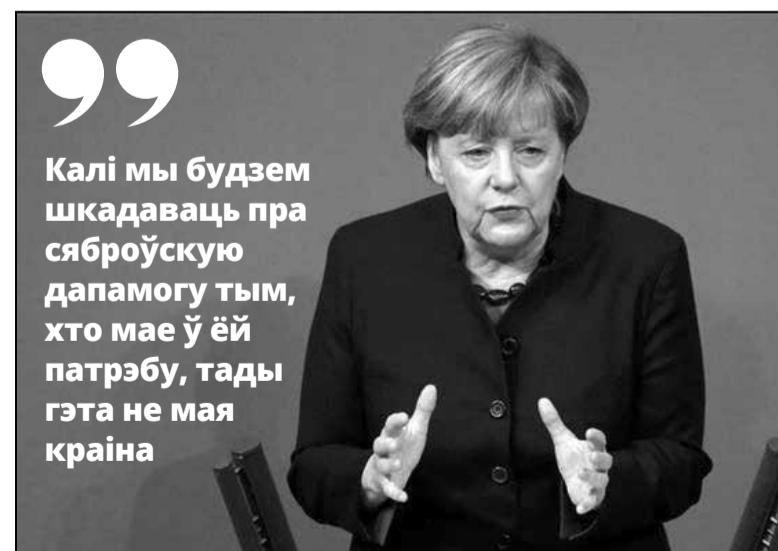 Калі мы будзем
шкадаваць пра
сяброўскую
дапамогу тым,
хто мае ў ёй
патрэбу, тады
гэта не мая
краіна